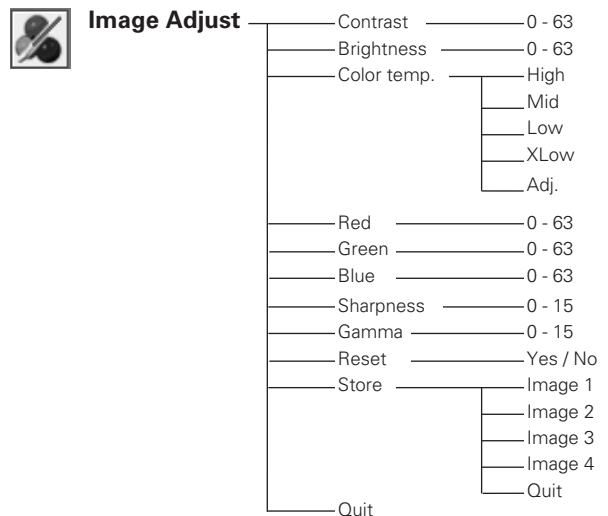 Image Adjust Contrast 0 - 63
Brightness 0 - 63
Color temp. High
Mid
Low
XLow
Adj.
Red 0 - 63
Green 0 - 63
Blue 0 - 63
Sharpness 0 - 15
Gamma 0 - 15
Reset Yes / No
Store Image 1
Image 2
Image 3
Image 4
Quit
Quit